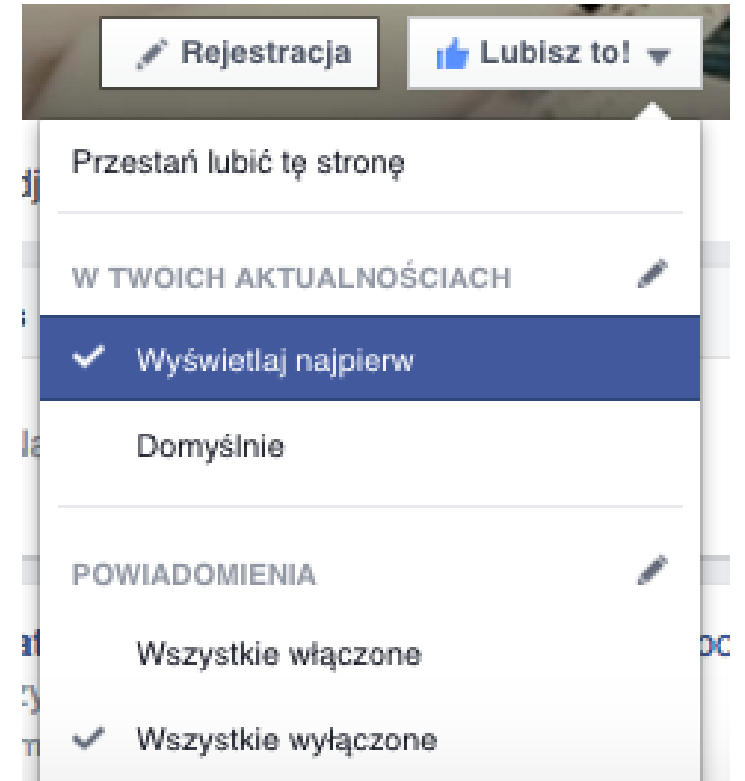 Rejestracja
Lubisz to!
Przestań lubić tę stronę
W TWOICH AKTUALNOŚCIACH
Wyświetlaj najpierw
Domyślnie
POWIADOMIENIA
Wszystkie włączone
Wszystkie wyłączone